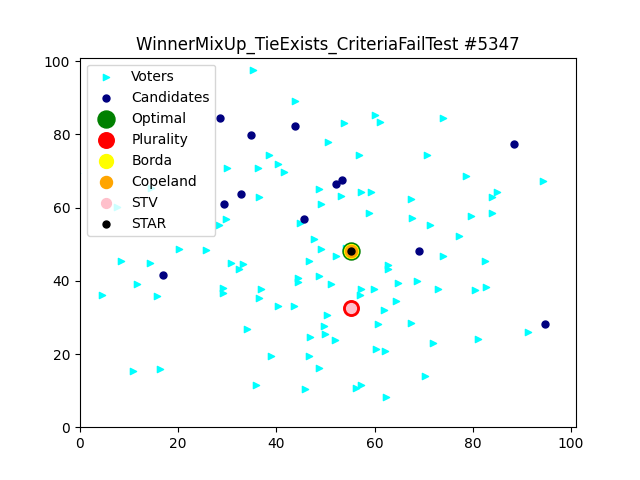 WinnerMixUp_TieExists_CriteriaFailTest #5347
100
80
60
40
20
0
Voters
Candidates
Optimal
Plurality
Borda
Copeland
STV
STAR
0 20 40 60 80 100